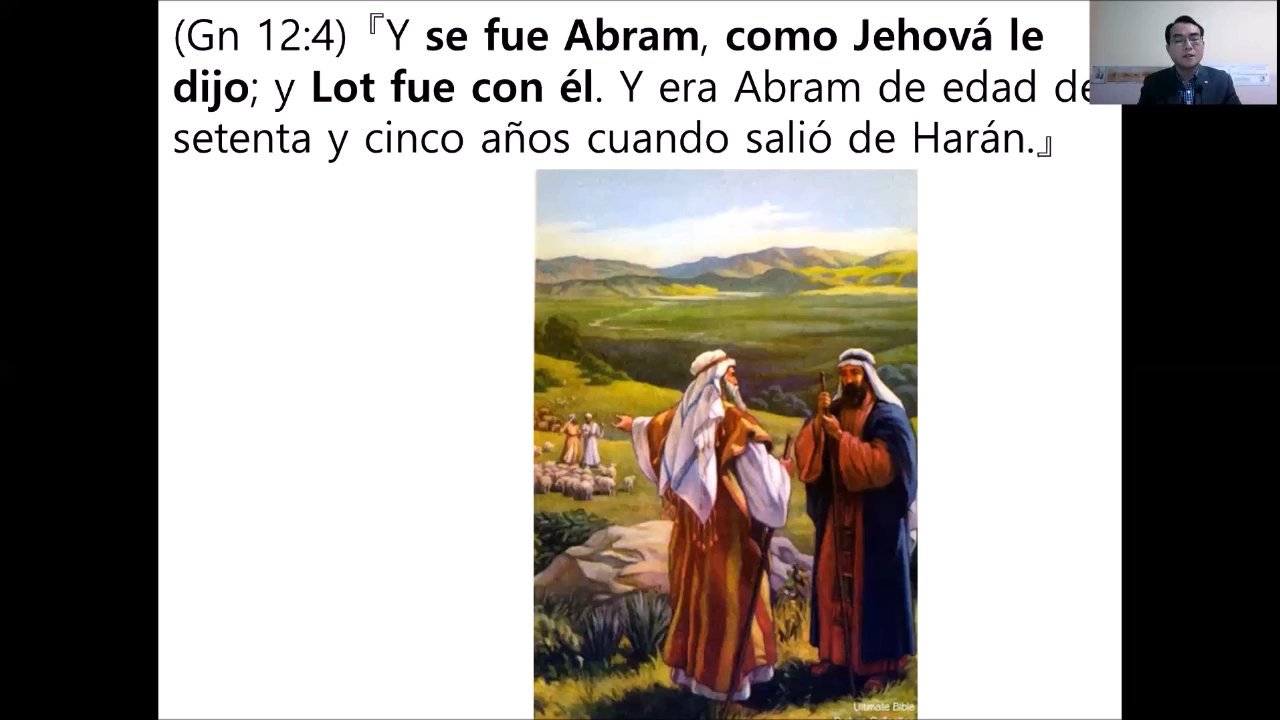 (Gn 12:4)『Y se fue Abram, como Jehová le
dijo; y Lot fue con él. Y era Abram de edad de
setenta y cinco años cuando salió de Harán.』
Ultimate Bible